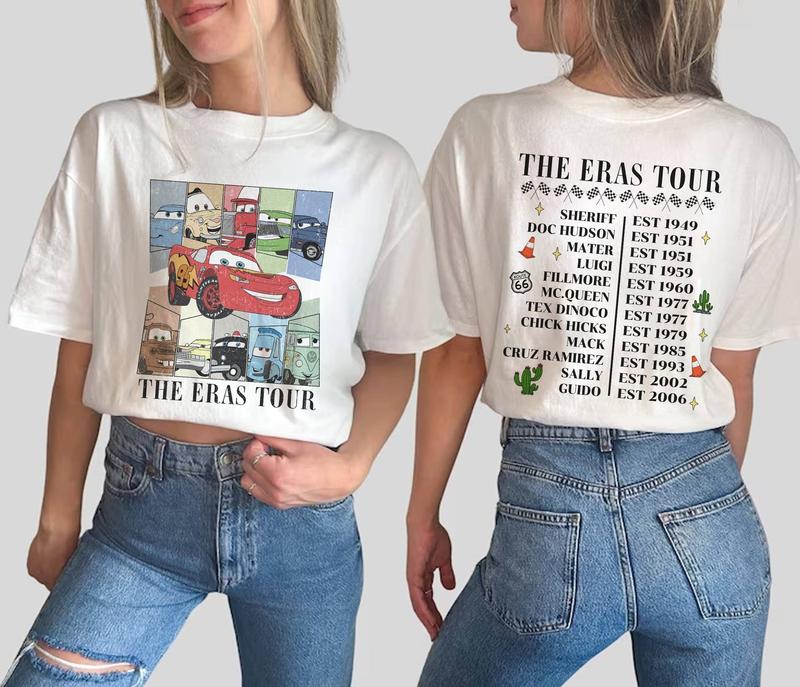 THE ERAS TOUR
THE ERAS TOUR
SHERIFF EST 1949
DOC HUDSON EST 1951
MATER EST 1951
LUIGI EST 1959
FILLMORE EST 1960
MC.QUEEN EST 1977
TEX DINOCO EST 1977
CHICK HICKS EST 1979
MACK EST 1985
CRUZ RAMIREZ EST 1993
SALLY EST 2002
GUIDO EST 2006
ROUTE
66